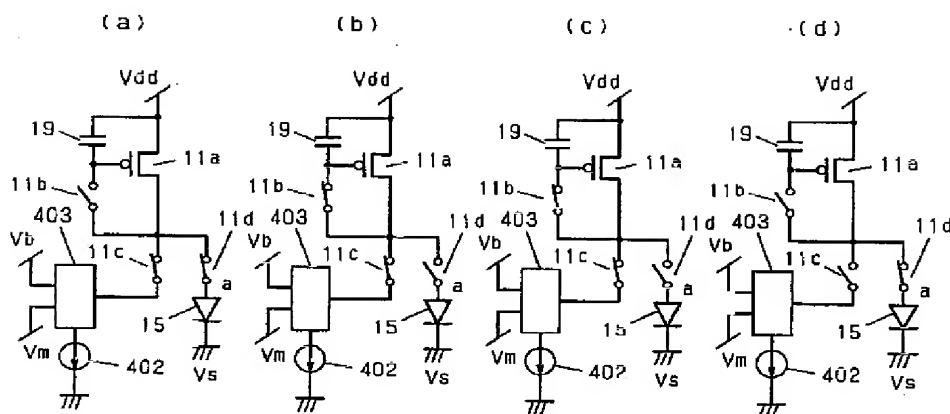 (a) (b) (c) (d)
Vdd Vdd Vdd Vdd
19 11a 19 11a 19 11a 19 11a
11b 11b 11b 11b
403 11d 403 11d 403 11d 403 11d
Vb 11c Vb 11c Vb 11c Vb 11c
a a a a
15 15 15 15
Vm Vm Vm Vm
402 Vs 402 Vs 402 Vs 402 Vs